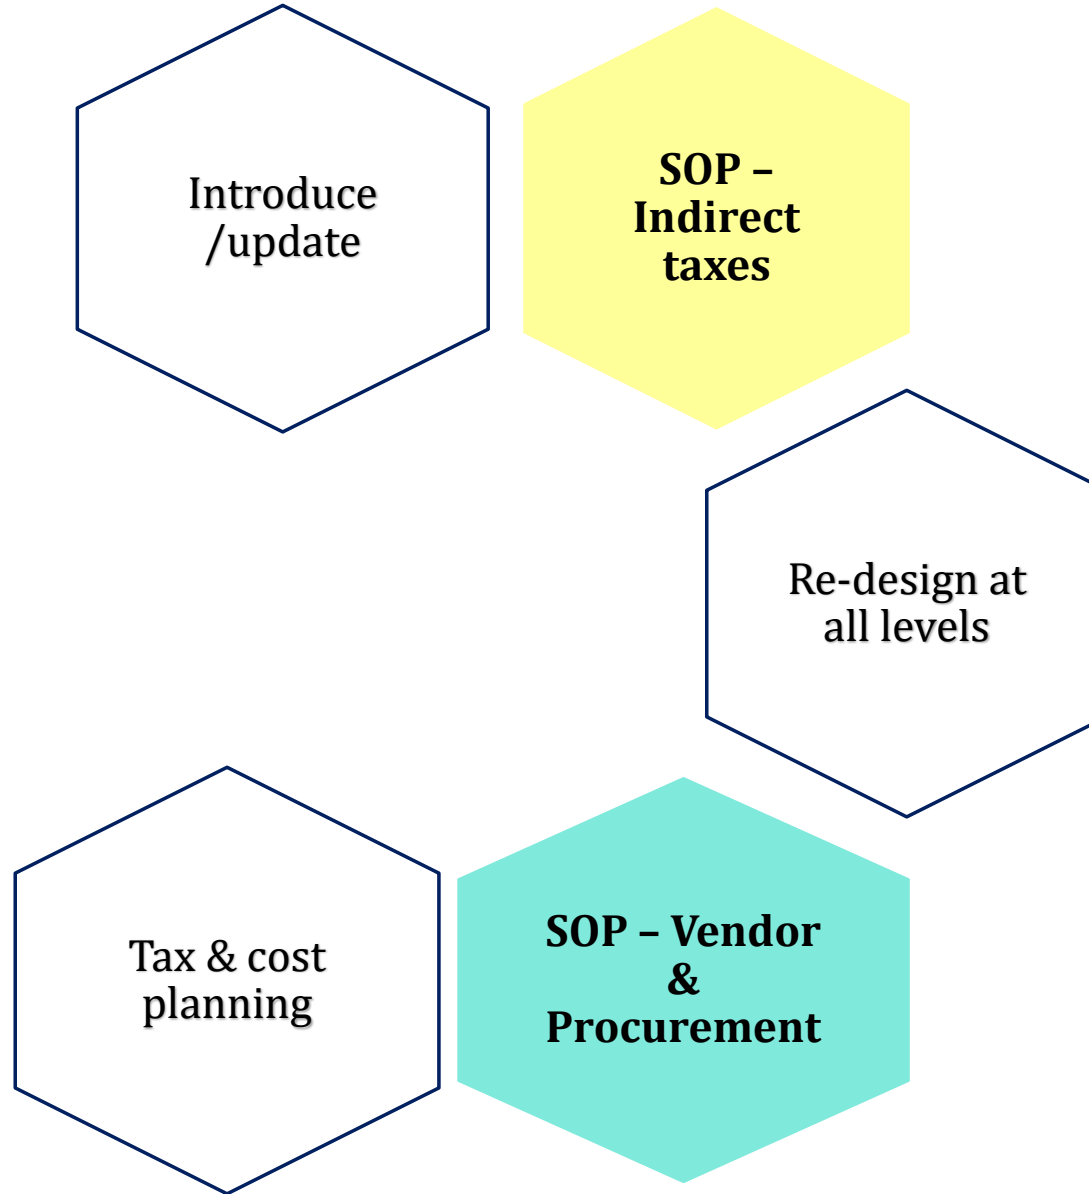 Introduce
/update
SOP –
Indirect
taxes
Re-design at
all levels
Tax & cost
planning
SOP – Vendor
&
Procurement